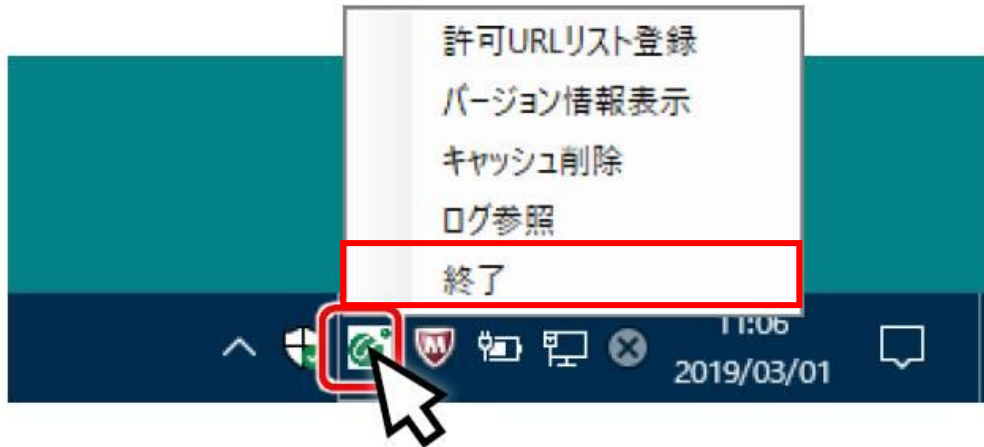 許可URLリスト登録
バージョン情報表示
キャッシュ削除
ログ参照
終了
11:06
2019/03/01